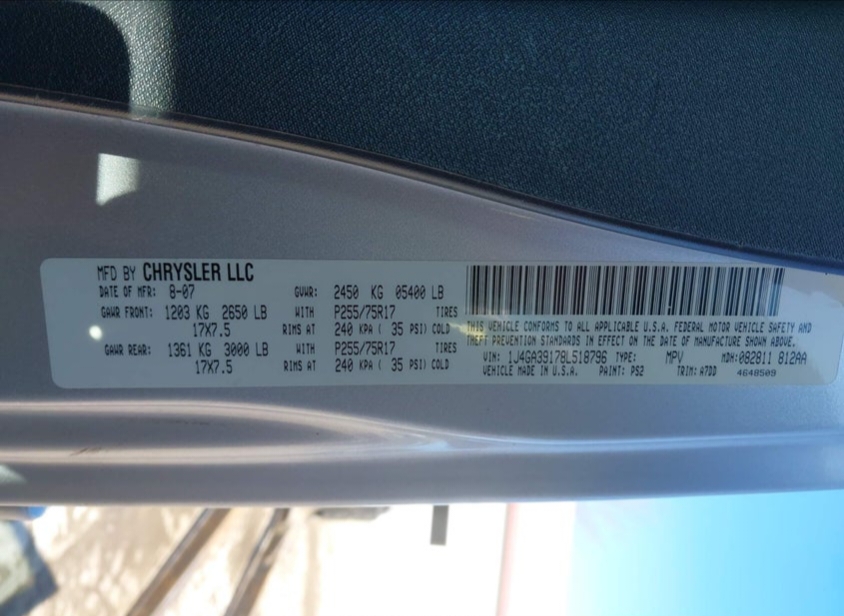 MFD BY CHRYSLER LLC
DATE OF MFR: 8-07 GVWR: 2450 KG 05400 LB
GAWR FRONT: 1203 KG 2650 LB WITH P255/75R17 TIRES
17X7.5 RIMS AT 240 KPA ( 35 PSI) COLD
GAWR REAR: 1361 KG 3000 LB WITH P255/75R17 TIRES
17X7.5 RIMS AT 240 KPA ( 35 PSI) COLD
THIS VEHICLE CONFORMS TO ALL APPLICABLE U.S.A. FEDERAL MOTOR VEHICLE SAFETY AND
THEFT PREVENTION STANDARDS IN EFFECT ON THE DATE OF MANUFACTURE SHOWN ABOVE.
VIN: 1J4GA39178L518796 TYPE: MPV MDH: 082811 812AA
VEHICLE MADE IN U.S.A. PAINT: PS2 TRIM: A7DD 4648509